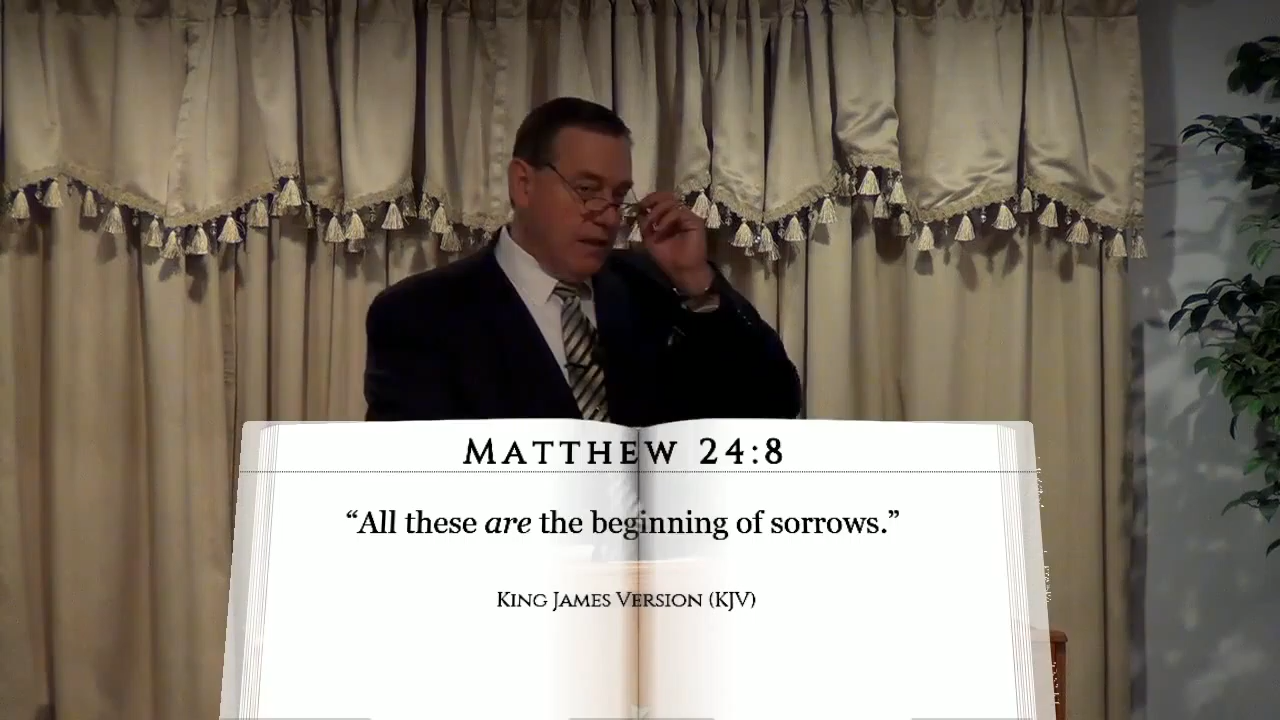 MATTHEW 24:8
“All these are the beginning of sorrows.”
KING JAMES VERSION (KJV)